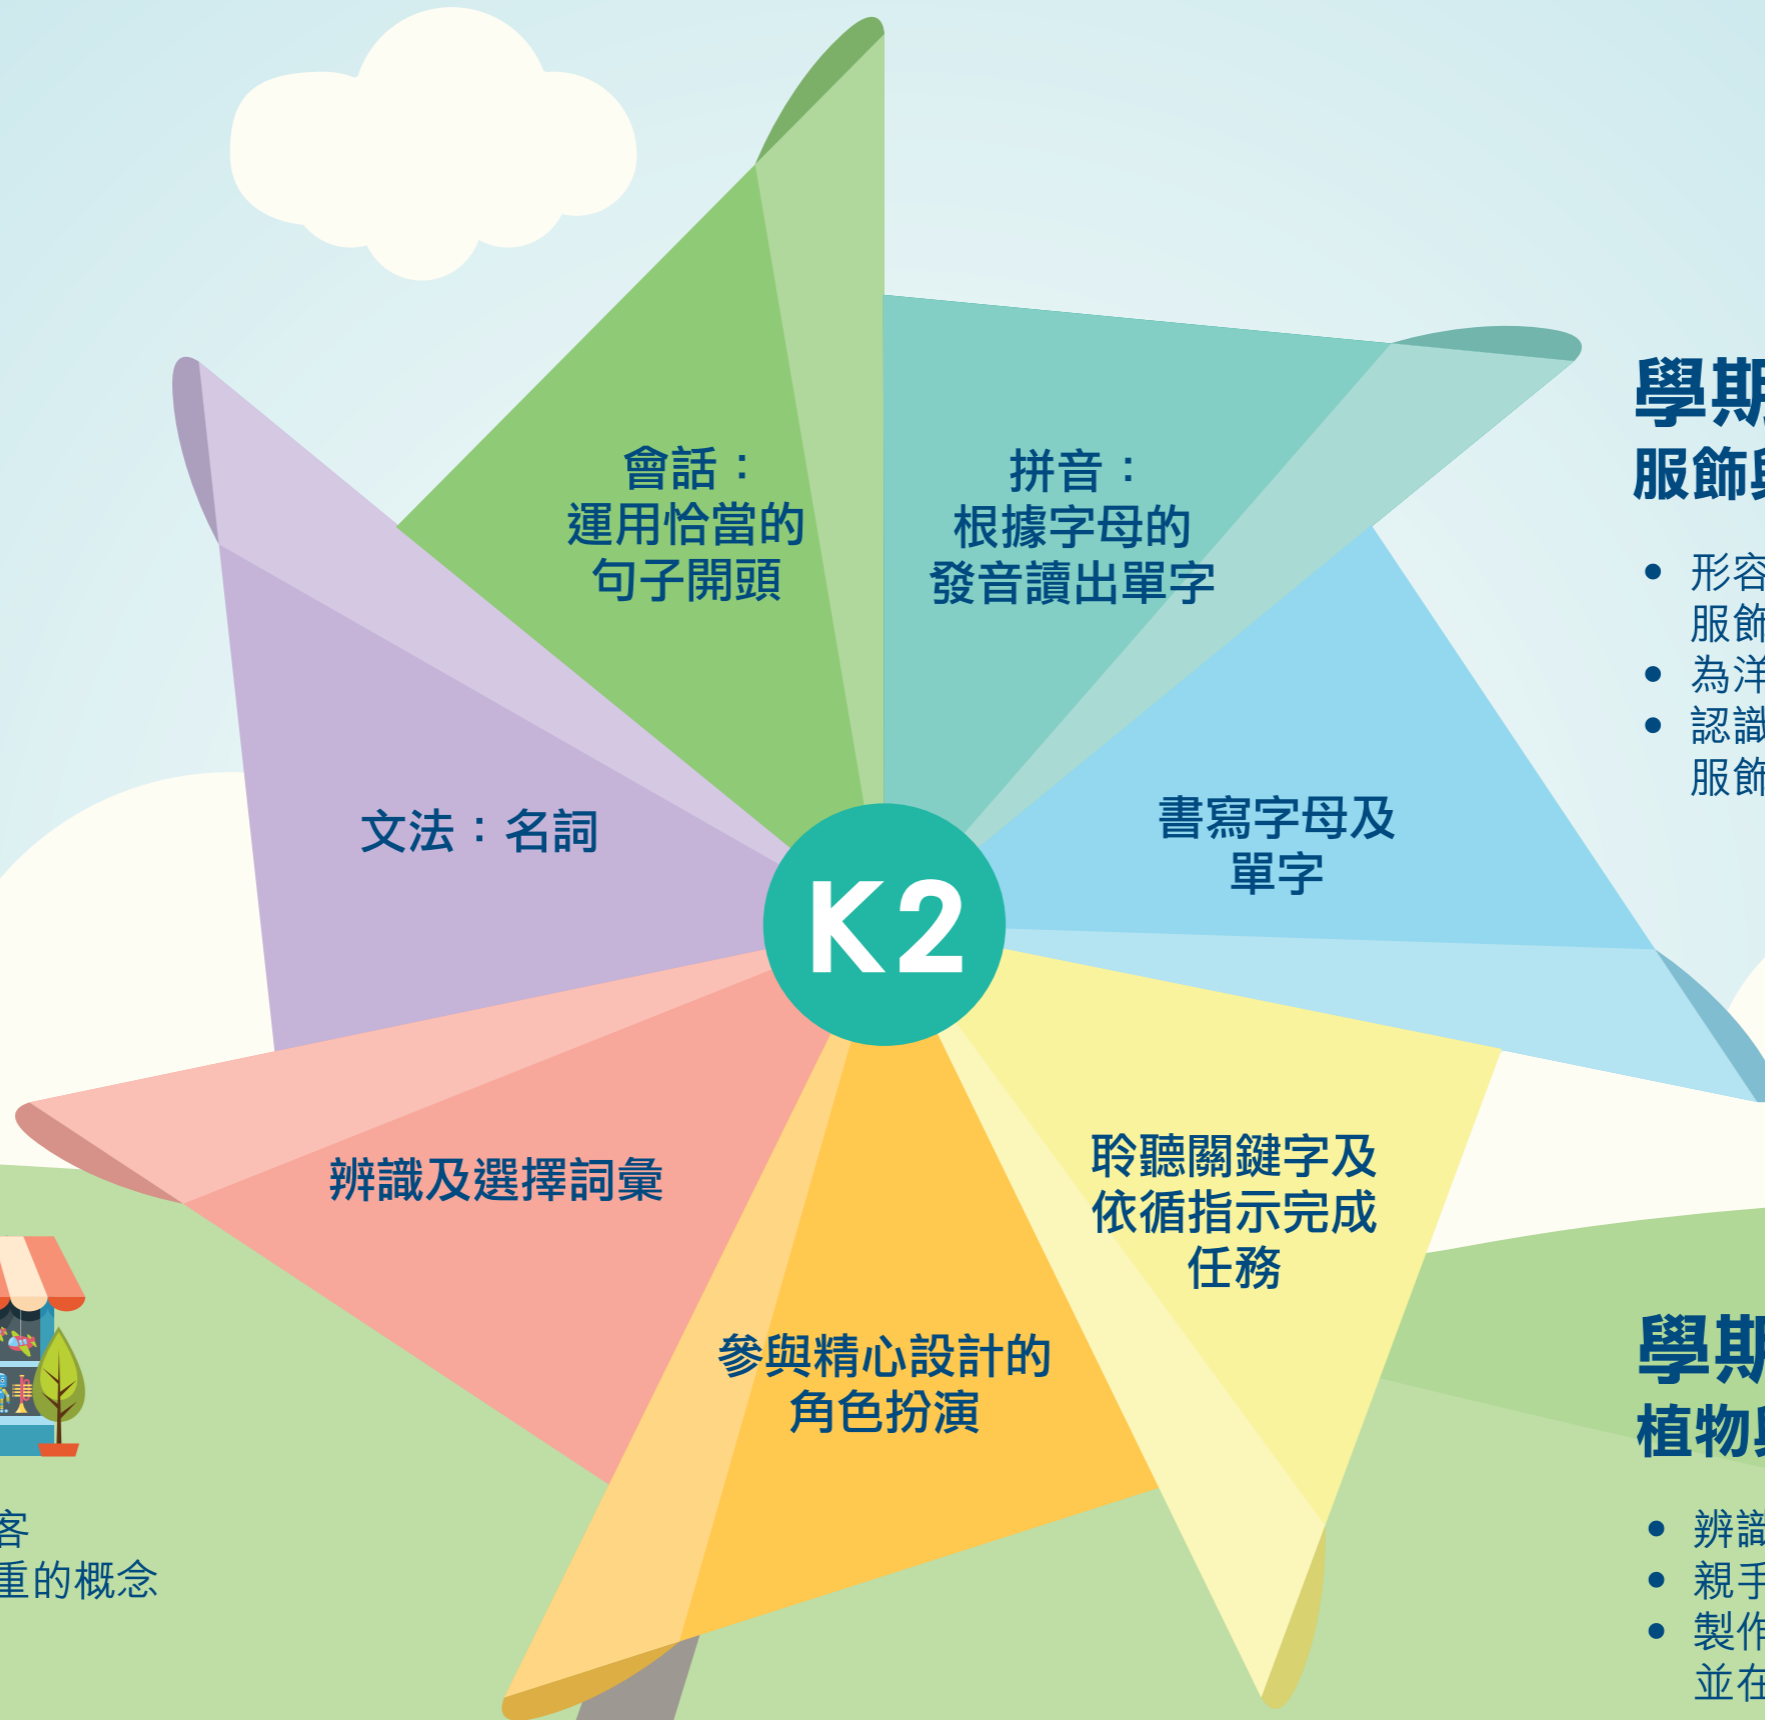 會話：
運用恰當的
句子開頭
拼音：
根據字母的
發音讀出單字
書寫字母及
單字
聆聽關鍵字及
依循指示完成
任務
參與精心設計的
角色扮演
辨識及選擇詞彙
文法：名詞
K2
學期
服飾與
• 形容
服飾
• 為洋
• 認識
服飾
學期
植物與
• 辨識
• 親手
• 製作
並在
客
重的概念